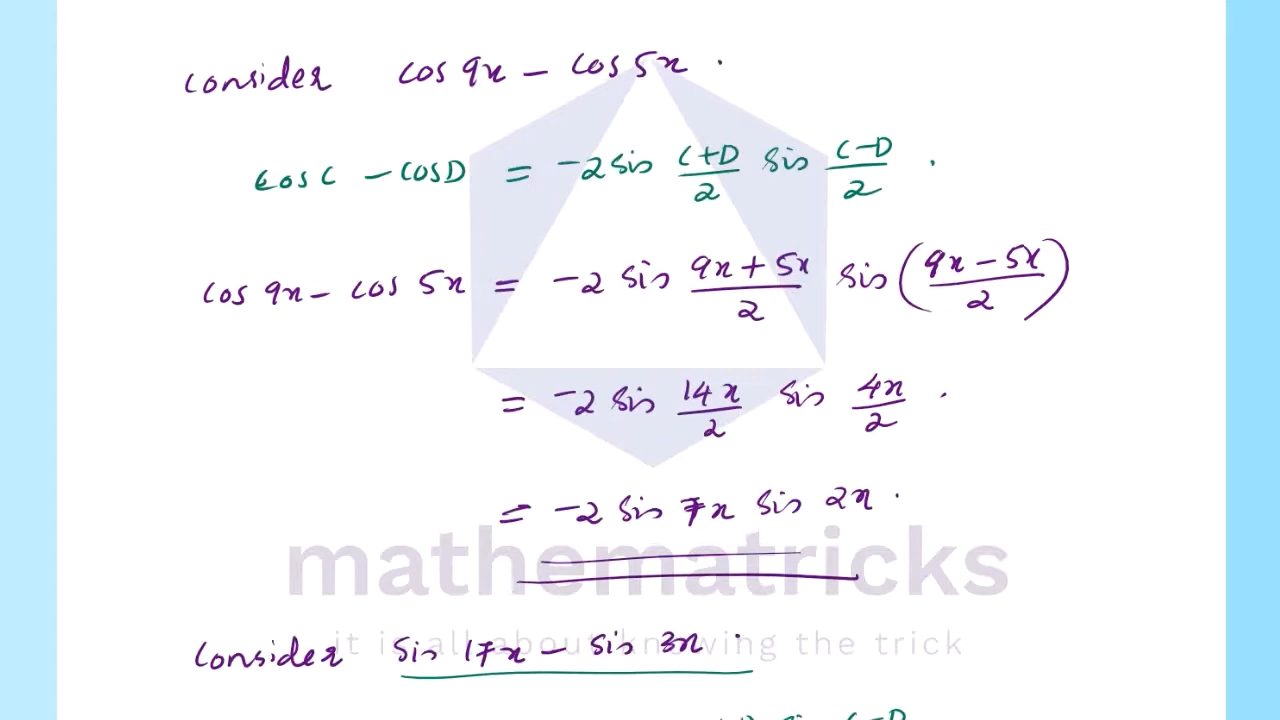 consider cos 9x - cos 5x .
cos C - cos D = -2 sin (C+D)/2 sin (C-D)/2 .
cos 9x - cos 5x = -2 sin (9x+5x)/2 sin ((9x-5x)/2)
= -2 sin 14x/2 sin 4x/2 .
= -2 sin 7x sin 2x .
mathematricks
it is all about knowing the trick
consider sin 17x - sin 3x .
sin C-D